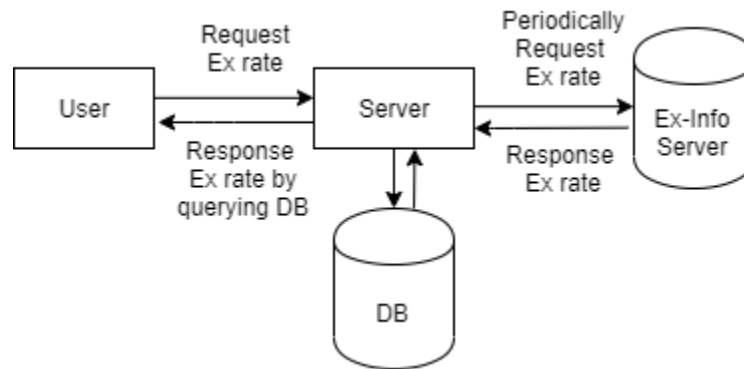 Request
Ex rate
Periodically
Request
Ex rate
User
Server
Ex-Info
Server
Response
Ex rate by
querying DB
Response
Ex rate
DB